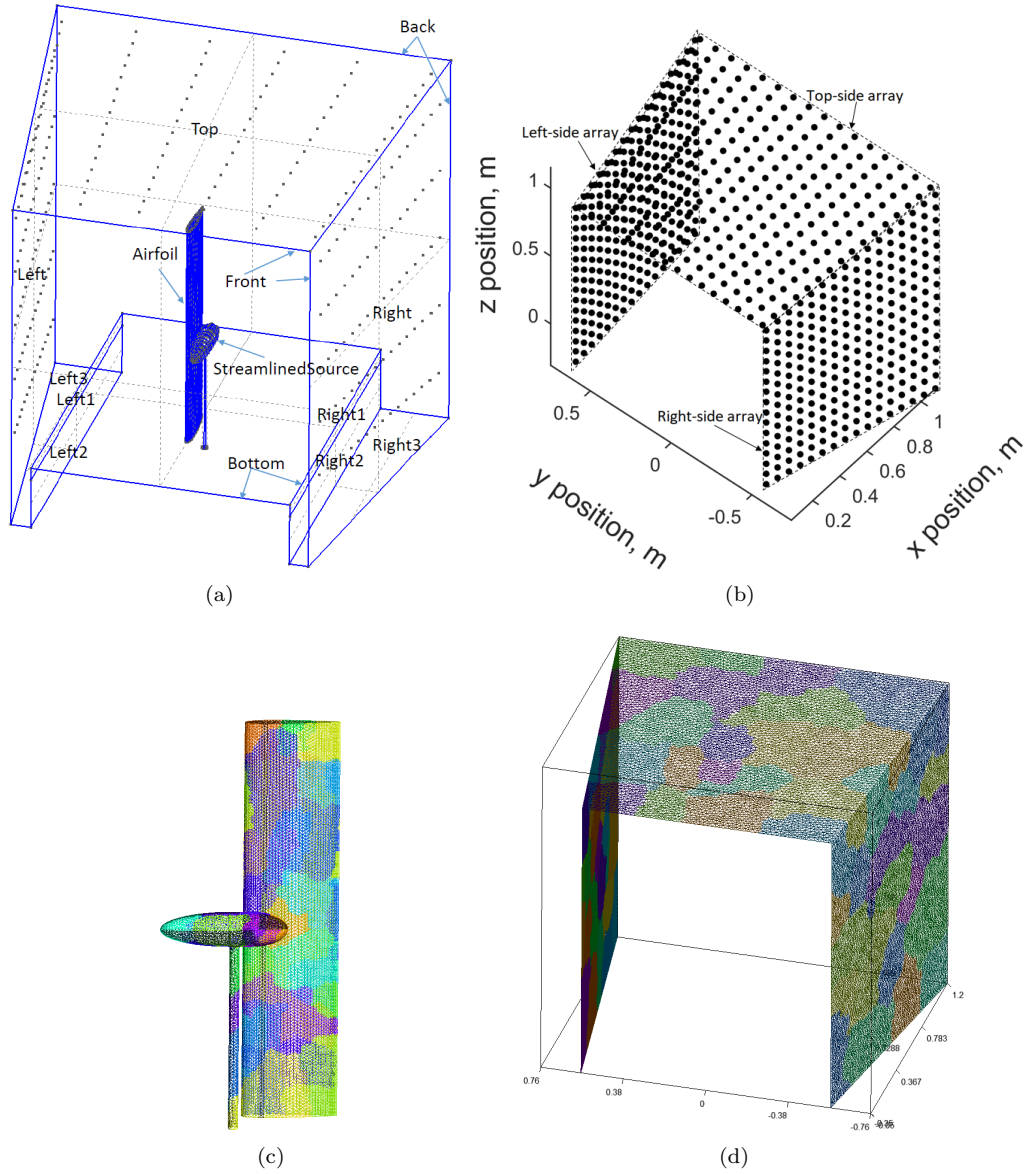 Back
Top
Airfoil
Front
Left
Right
StreamlinedSource
Left3
Left1
Right1
Left2
Right2
Right3
Bottom
(a)
Top-side array
Left-side array
z position, m
1
0.5
0
Right-side array
0.5
0
-0.5
y position, m
0.2
0.4
0.6
0.8
1
x position, m
(b)
(c)
0.76
0.38
0
-0.38
-0.76
0.367
0.783
1.2
(d)